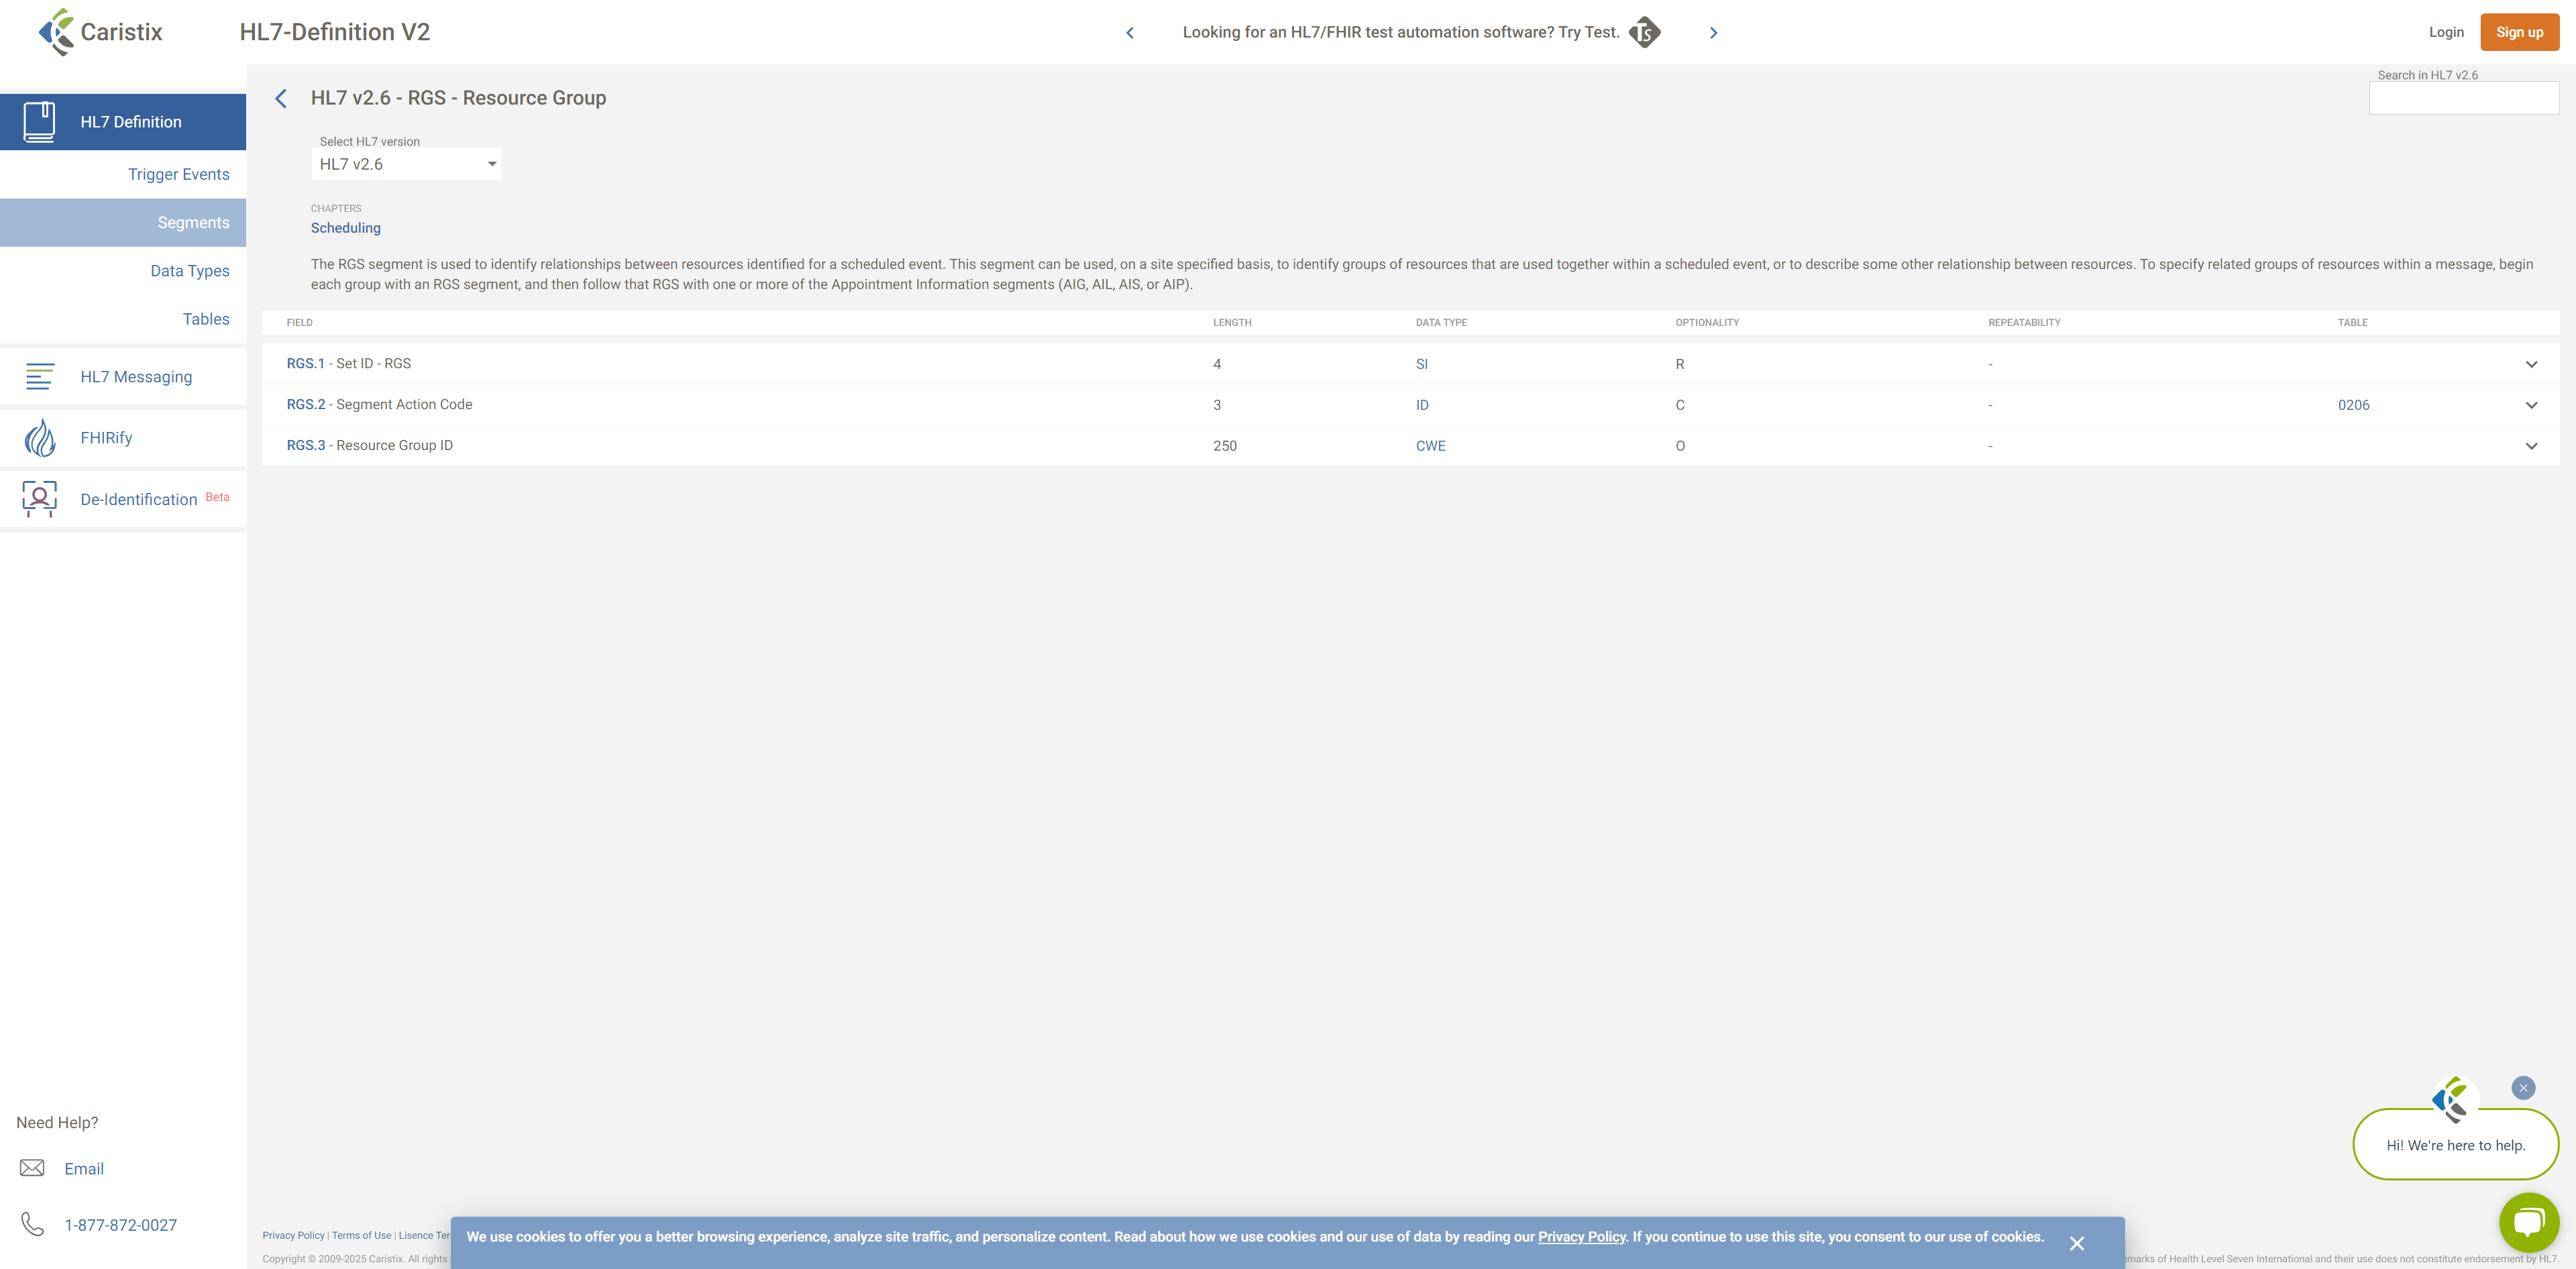 Caristix
HL7-Definition V2
Looking for an HL7/FHIR test automation software? Try Test.
Ts
Login
Sign up
HL7 Definition
Trigger Events
Segments
Data Types
Tables
HL7 Messaging
FHIRify
De-Identification Beta
HL7 v2.6 - RGS - Resource Group
Search in HL7 v2.6
Select HL7 version
HL7 v2.6
CHAPTERS
Scheduling
The RGS segment is used to identify relationships between resources identified for a scheduled event. This segment can be used, on a site specified basis, to identify groups of resources that are used together within a scheduled event, or to describe some other relationship between resources. To specify related groups of resources within a message, begin
each group with an RGS segment, and then follow that RGS with one or more of the Appointment Information segments (AIG, AIL, AIS, or AIP).
FIELD LENGTH DATA TYPE OPTIONALITY REPEATABILITY TABLE
RGS.1 - Set ID - RGS 4 SI R -
RGS.2 - Segment Action Code 3 ID C - 0206
RGS.3 - Resource Group ID 250 CWE O -
Need Help?
Email
1-877-872-0027
Hi! We're here to help.
Privacy Policy | Terms of Use | Lisence Ter
We use cookies to offer you a better browsing experience, analyze site traffic, and personalize content. Read about how we use cookies and our use of data by reading our Privacy Policy. If you continue to use this site, you consent to our use of cookies.
Copyright © 2009-2025 Caristix. All rights
emarks of Health Level Seven International and their use does not constitute endorsement by HL7.